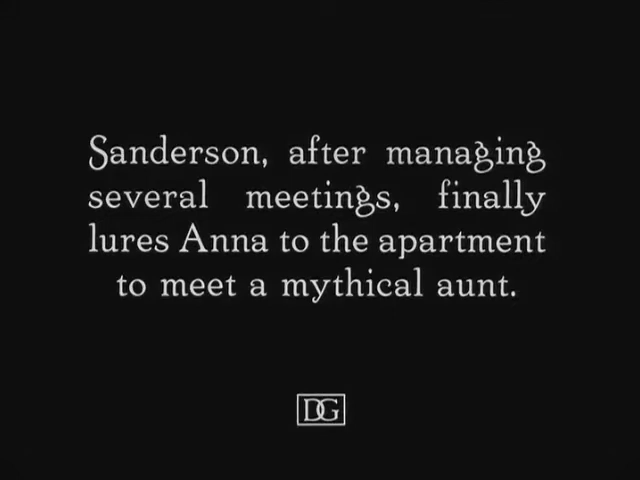 Sanderson, after managing
several meetings, finally
lures Anna to the apartment
to meet a mythical aunt.
DG